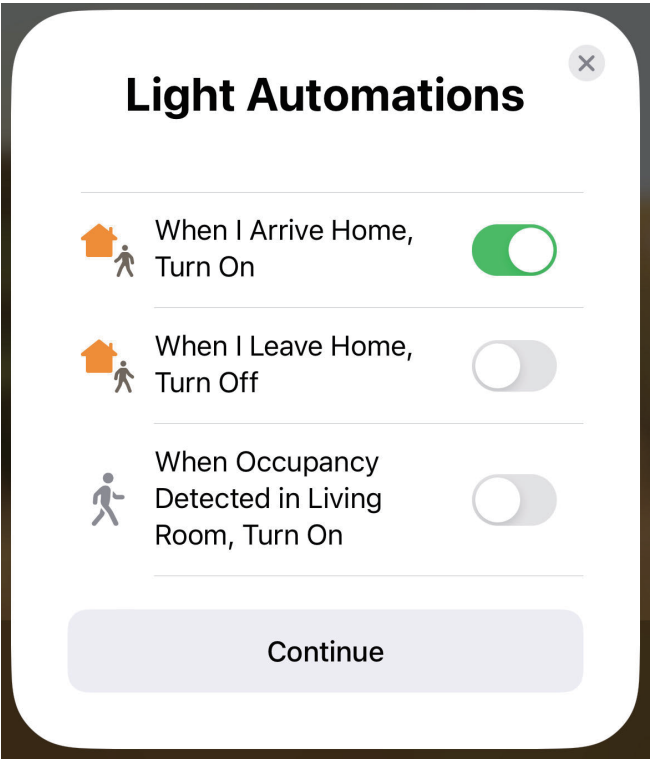 Light Automations
When I Arrive Home,
Turn On
When I Leave Home,
Turn Off
When Occupancy
Detected in Living
Room, Turn On
Continue